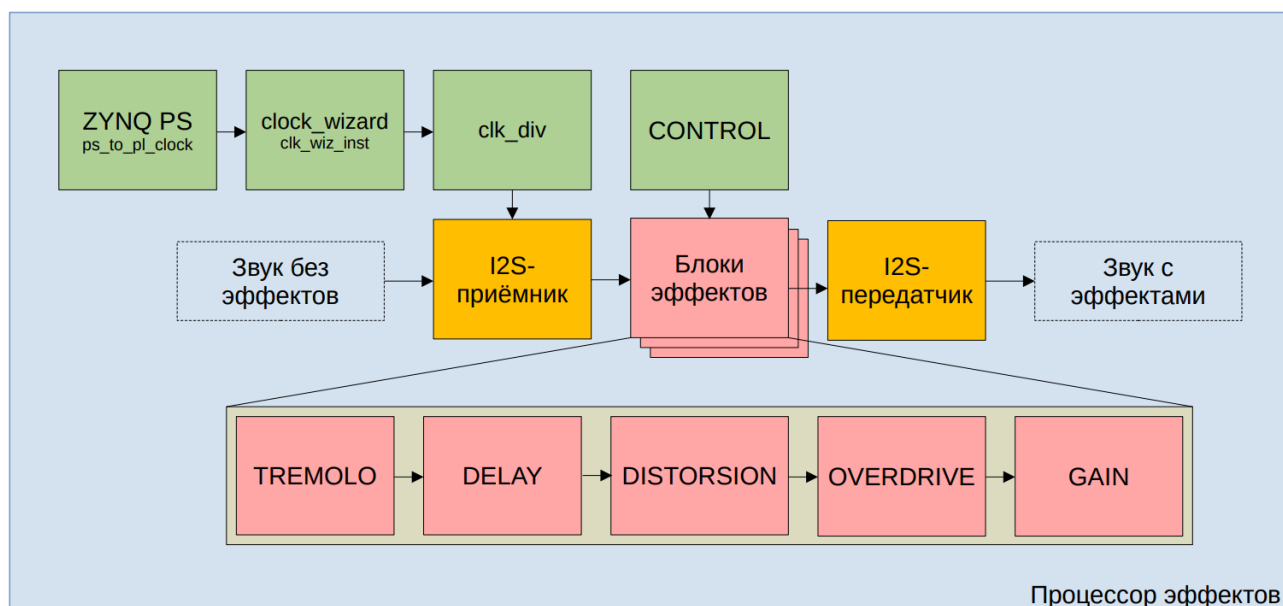 ZYNQ PS
ps_to_pl_clock
clock_wizard
clk_wiz_inst
clk_div
CONTROL
Звук без
эффектов
I2S-
приёмник
Блоки
эффектов
I2S-
передатчик
Звук с
эффектами
TREMOLO
DELAY
DISTORSION
OVERDRIVE
GAIN
Процессор эффектов